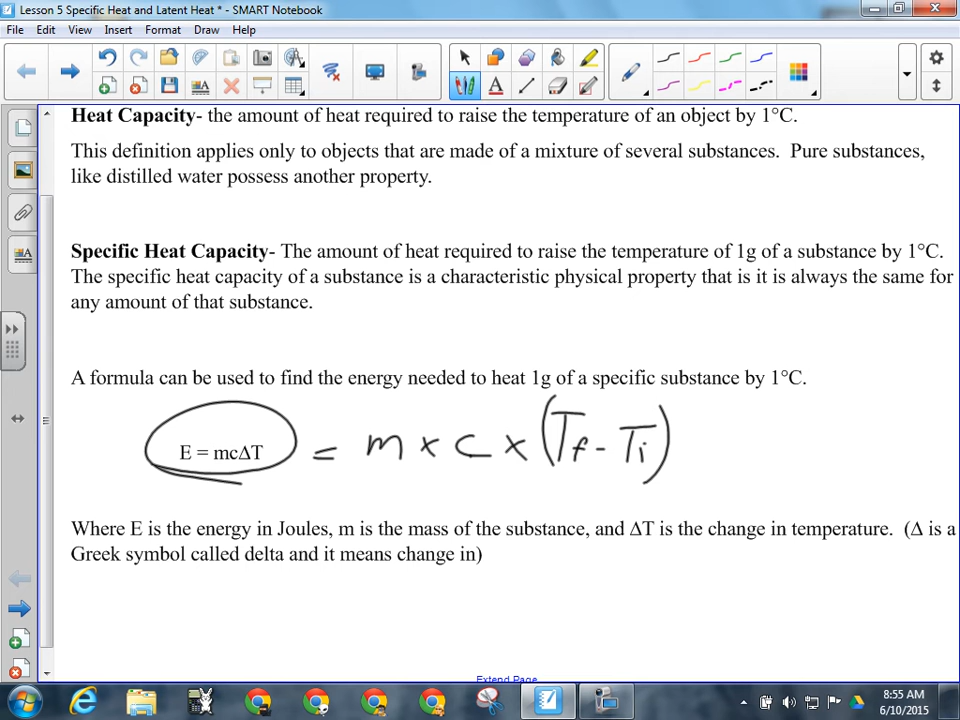 Lesson 5 Specific Heat and Latent Heat * - SMART Notebook
File Edit View Insert Format Draw Help
Heat Capacity- the amount of heat required to raise the temperature of an object by 1°C.
This definition applies only to objects that are made of a mixture of several substances. Pure substances,
like distilled water possess another property.
Specific Heat Capacity- The amount of heat required to raise the temperature of 1g of a substance by 1°C.
The specific heat capacity of a substance is a characteristic physical property that is it is always the same for
any amount of that substance.
A formula can be used to find the energy needed to heat 1g of a specific substance by 1°C.
E = mcΔT = m x c x (Tf - Ti)
Where E is the energy in Joules, m is the mass of the substance, and ΔT is the change in temperature. (Δ is a
Greek symbol called delta and it means change in)
Extend Page
8:55 AM
6/10/2015